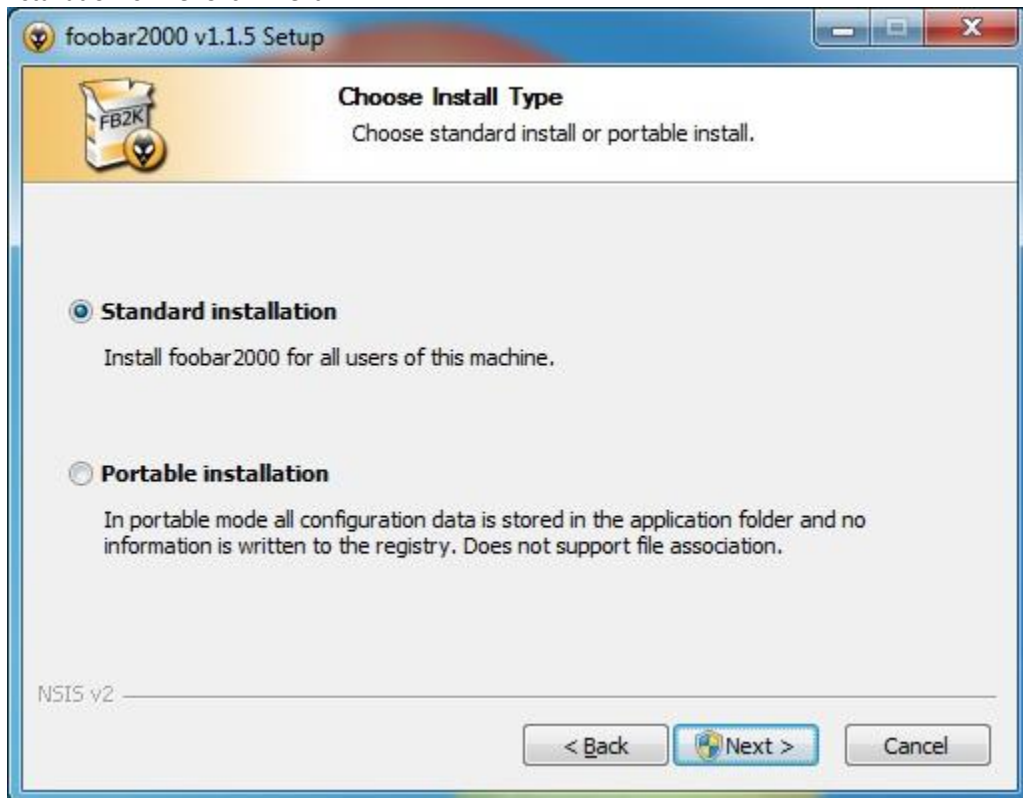 foobar2000 v1.1.5 Setup
FB2K
Choose Install Type
Choose standard install or portable install.
Standard installation
Install foobar2000 for all users of this machine.
Portable installation
In portable mode all configuration data is stored in the application folder and no
information is written to the registry. Does not support file association.
NSIS v2
< Back
Next >
Cancel